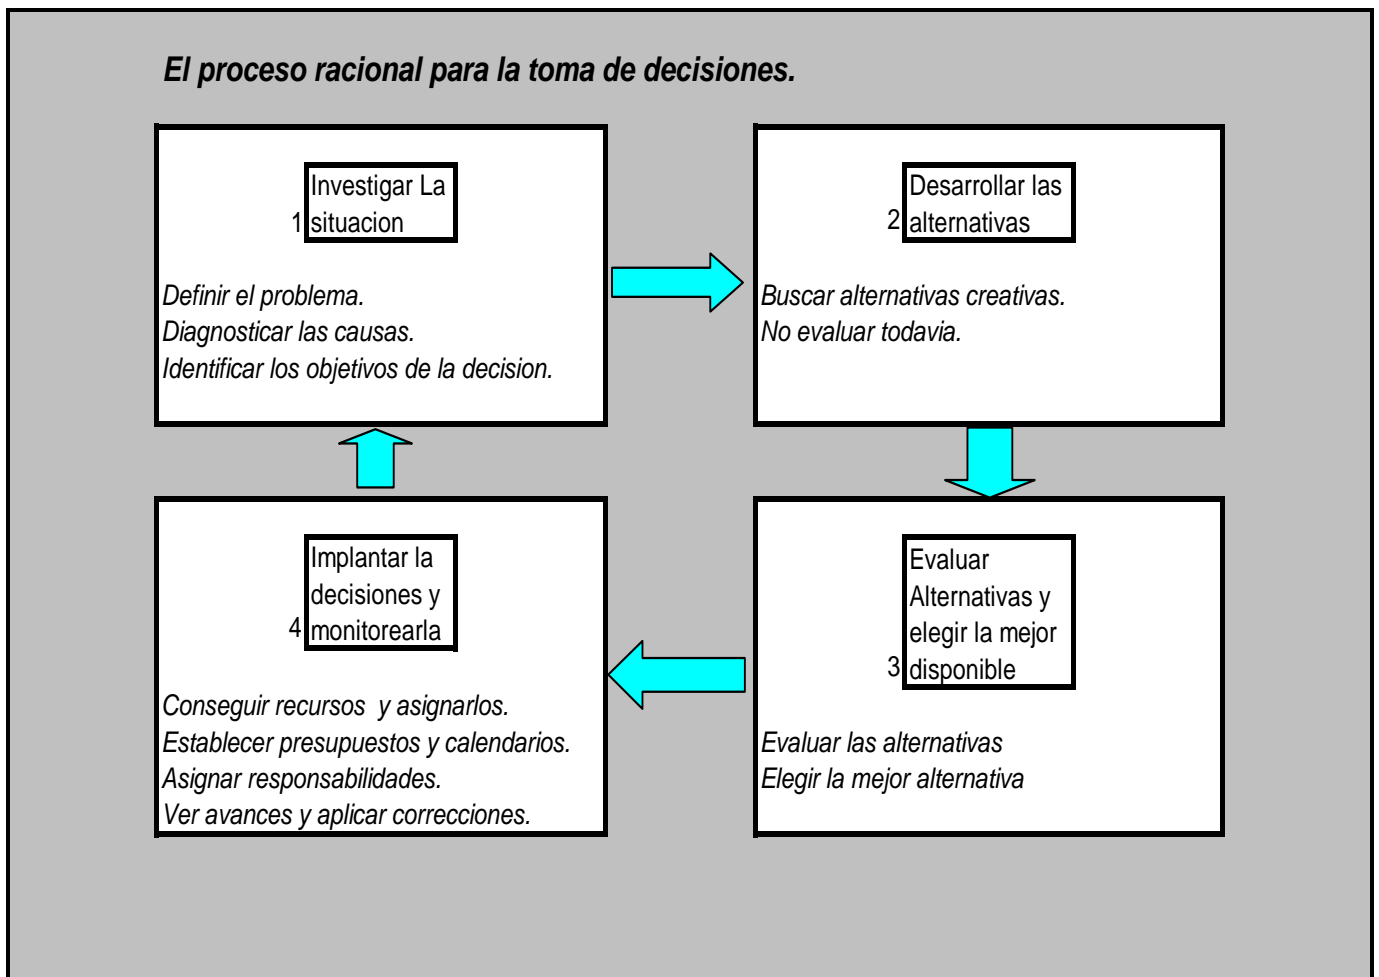 El proceso racional para la toma de decisiones.
Investigar La
1 situacion
Definir el problema.
Diagnosticar las causas.
Identificar los objetivos de la decision.
Desarrollar las
2 alternativas
Buscar alternativas creativas.
No evaluar todavia.
Evaluar
Alternativas y
elegir la mejor
3 disponible
Evaluar las alternativas
Elegir la mejor alternativa
Implantar la
decisiones y
4 monitorearla
Conseguir recursos  y asignarlos.
Establecer presupuestos y calendarios.
Asignar responsabilidades.
Ver avances y aplicar correcciones.